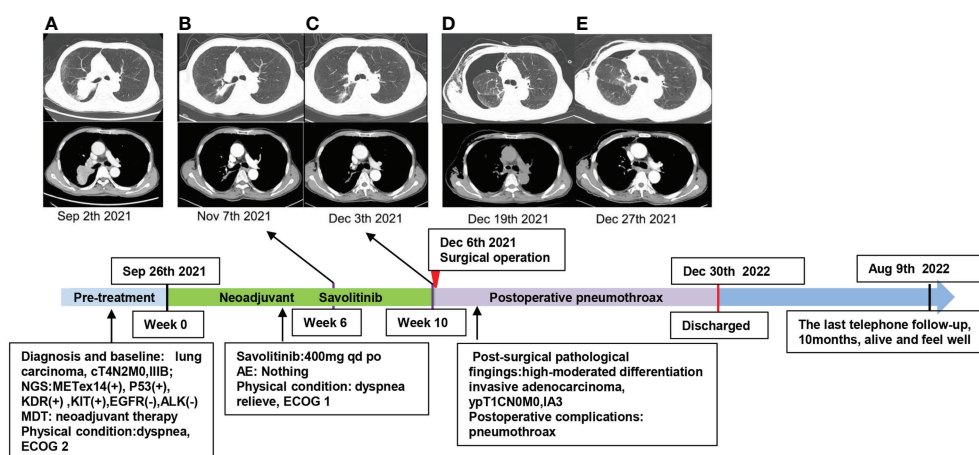 A B C D E
Sep 2th 2021 Nov 7th 2021 Dec 3th 2021 Dec 19th 2021 Dec 27th 2021
Dec 6th 2021
Surgical operation
Sep 26th 2021
Dec 30th 2022
Aug 9th 2022
Pre-treatment Neoadjuvant Savolitinib Postoperative pneumothroax
Week 0
Week 6
Week 10
Discharged
The last telephone follow-up,
10months, alive and feel well
Diagnosis and baseline: lung
carcinoma, cT4N2M0,IIIB;
NGS:METex14(+), P53(+),
KDR(+) ,KIT(+),EGFR(-),ALK(-)
MDT: neoadjuvant therapy
Physical condition:dyspnea,
ECOG 2
Savolitinib:400mg qd po
AE: Nothing
Physical condition: dyspnea
relieve, ECOG 1
Post-surgical pathological
fingings:high-moderated differentiation
invasive adenocarcinoma,
ypT1CN0M0,IA3
Postoperative complications:
pneumothroax